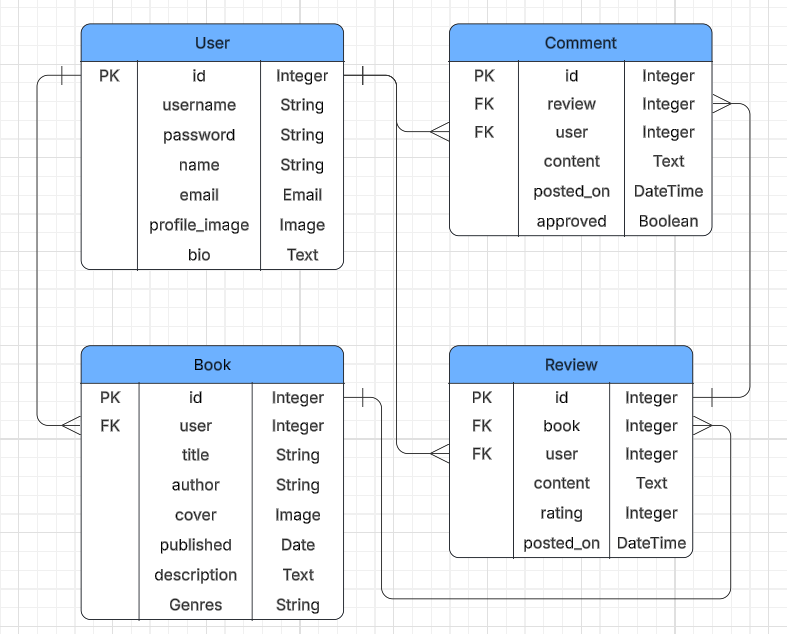 User
PK id Integer
username String
password String
name String
email Email
profile_image Image
bio Text
Comment
PK id Integer
FK review Integer
FK user Integer
content Text
posted_on DateTime
approved Boolean
Book
PK id Integer
FK user Integer
title String
author String
cover Image
published Date
description Text
Genres String
Review
PK id Integer
FK book Integer
FK user Integer
content Text
rating Integer
posted_on DateTime